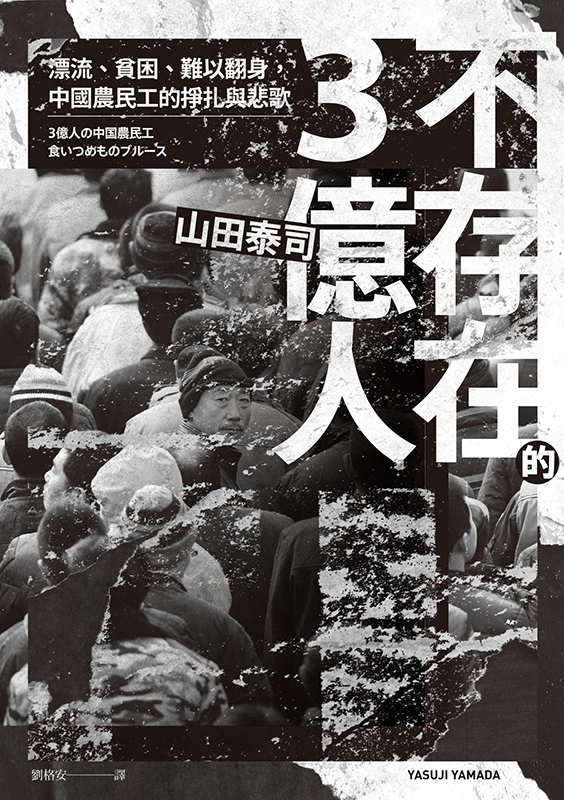 不存在的
3億人
漂流、貧困、難以翻身，
中國農民工的掙扎與悲歌
3億人の中国農民工
食いつめものブルース
山田泰司
劉格安——譯
YASUJI YAMADA